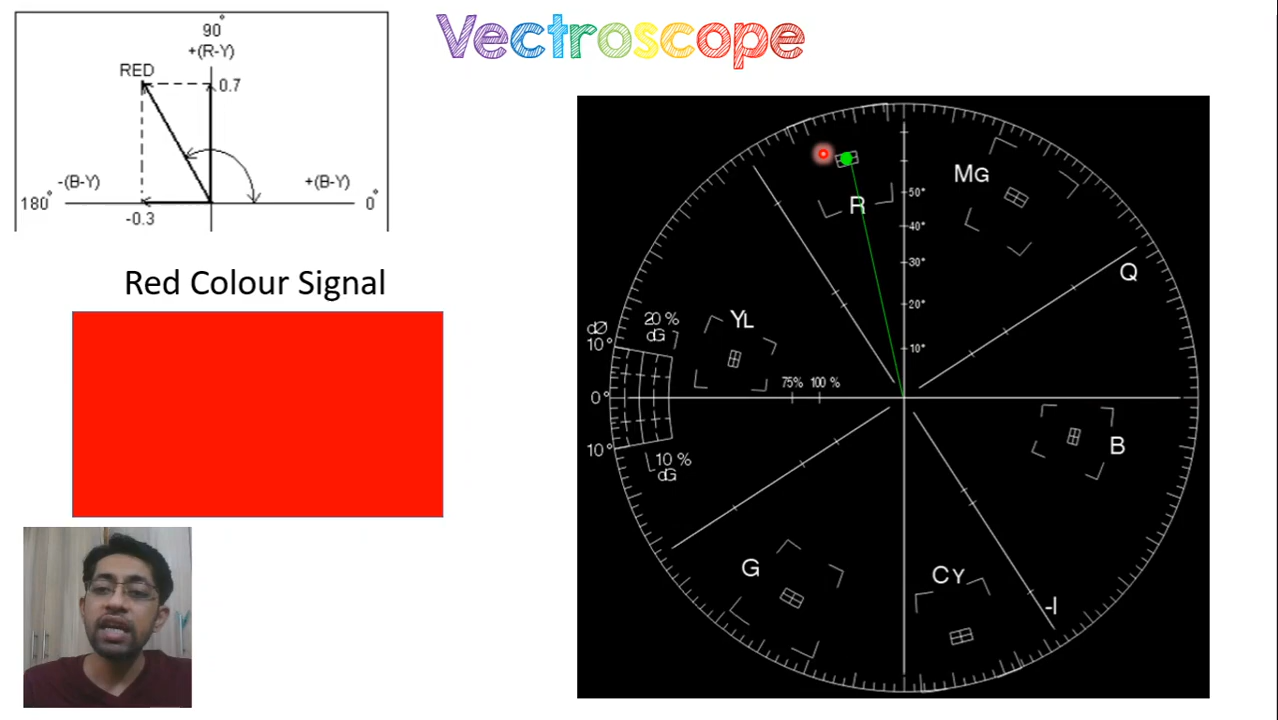 Vectroscope
90°
+(R-Y)
RED
0.7
-(B-Y)
+(B-Y)
180°
0°
-0.3
Red Colour Signal
MG
R
50°
40°
30°
20°
10°
Q
YL
20 %
dG
dØ
10°
75% 100 %
0°
B
10°
10 %
dG
G
CY
-I